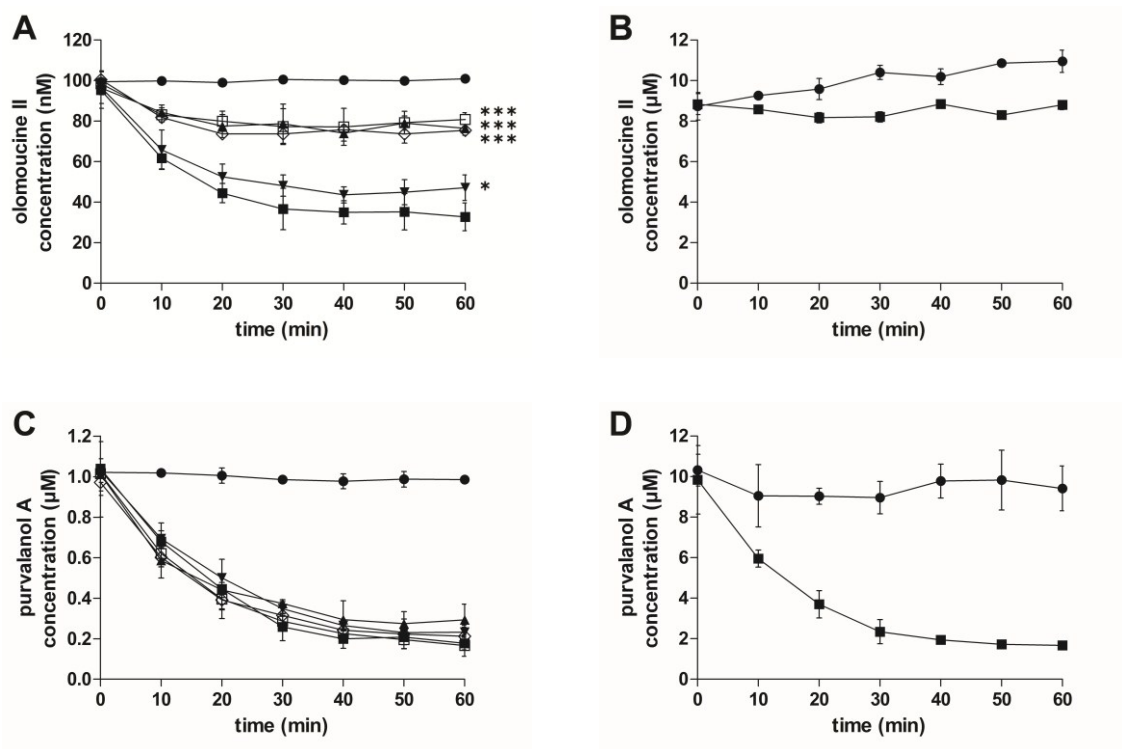 A
olomoucine II
concentration (nM)
120
100
80
60
40
20
0
***
***
***
*
0 10 20 30 40 50 60
time (min)
B
olomoucine II
concentration (µM)
12
10
8
6
4
2
0
0 10 20 30 40 50 60
time (min)
C
purvalanol A
concentration (µM)
1.2
1.0
0.8
0.6
0.4
0.2
0.0
0 10 20 30 40 50 60
time (min)
D
purvalanol A
concentration (µM)
12
10
8
6
4
2
0
0 10 20 30 40 50 60
time (min)